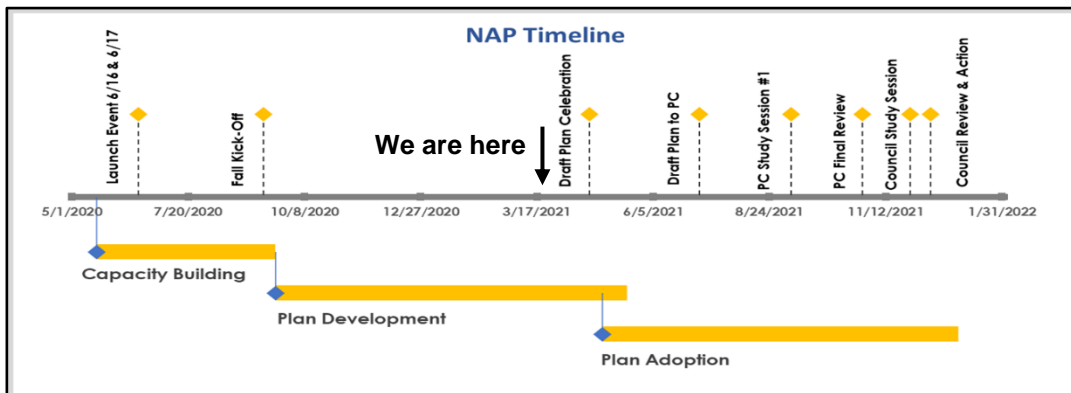 NAP Timeline
Launch Event 6/16 & 6/17
Fall Kick-Off
We are here
Draft Plan Celebration
Draft Plan to PC
PC Study Session #1
PC Final Review
Council Study Session
Council Review & Action
5/1/2020
7/20/2020
10/8/2020
12/27/2020
3/17/2021
6/5/2021
8/24/2021
11/12/2021
1/31/2022
Capacity Building
Plan Development
Plan Adoption